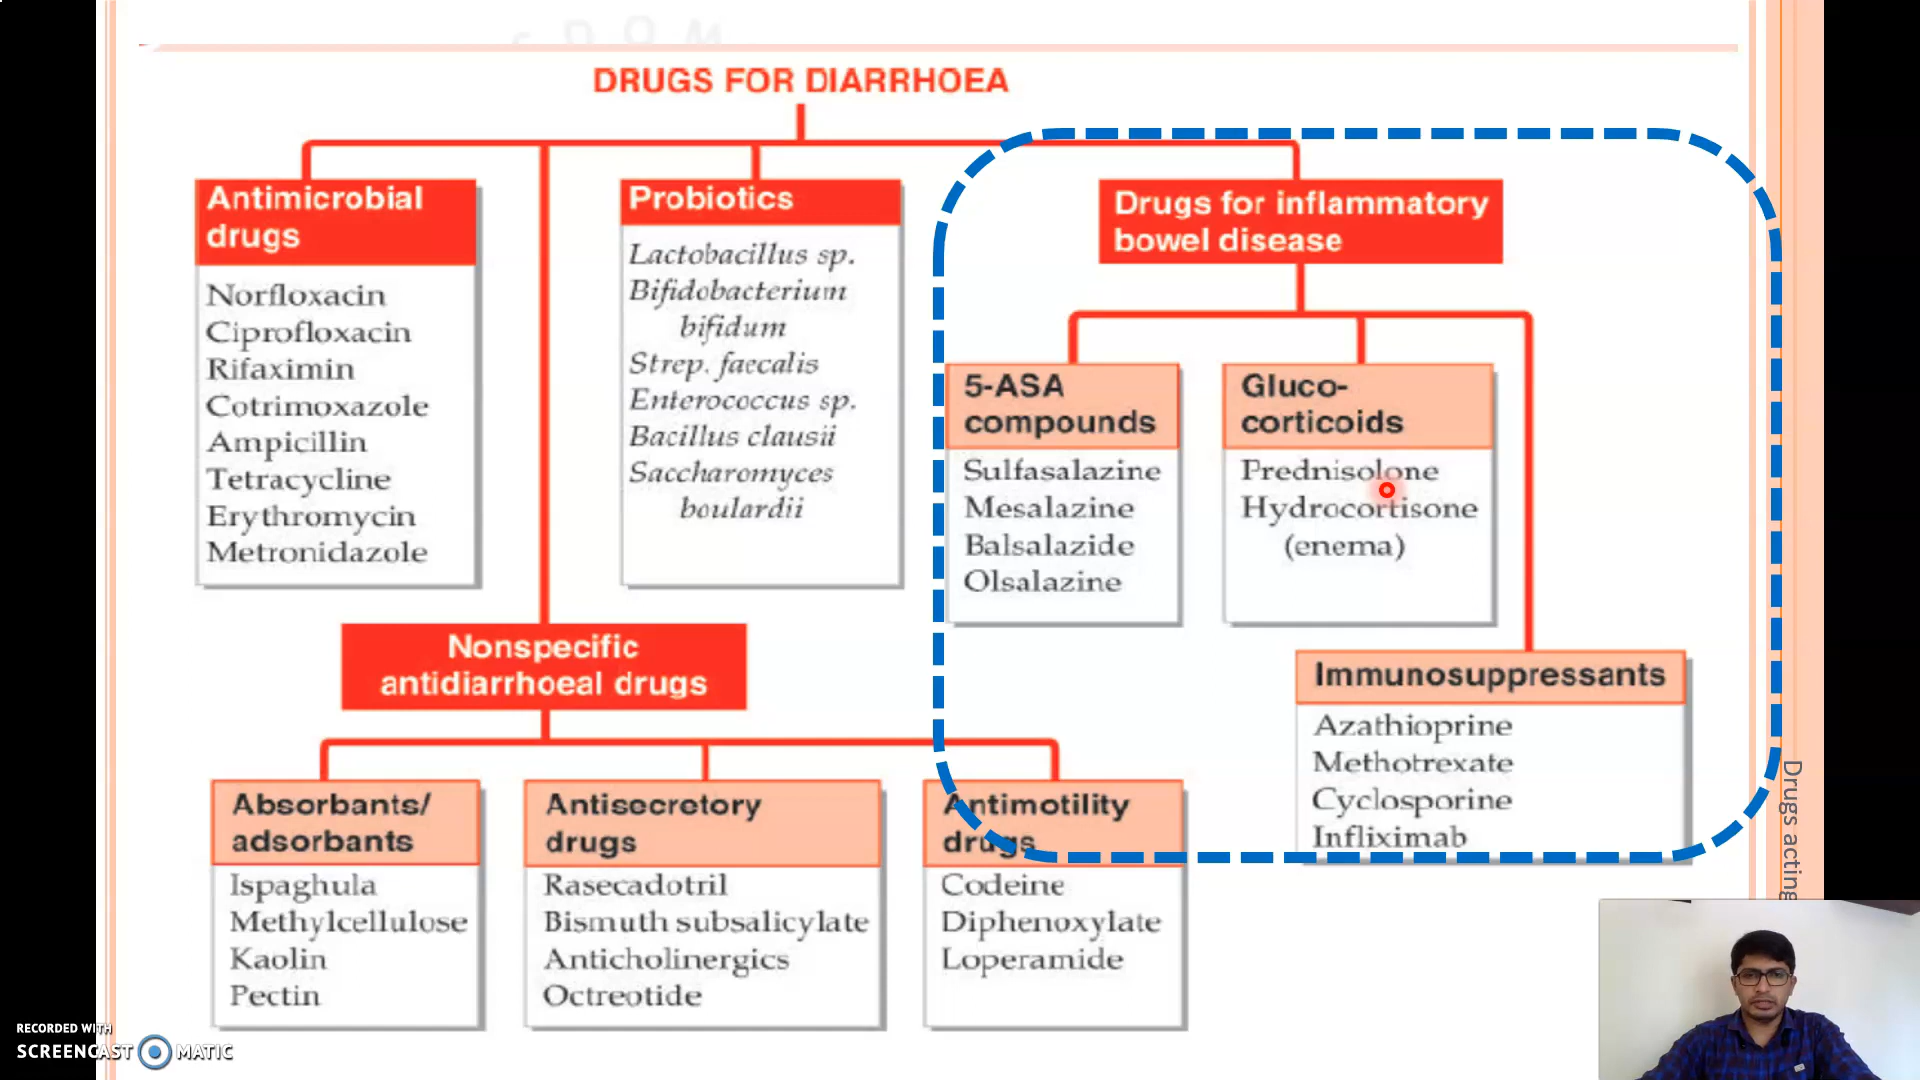 DRUGS FOR DIARRHOEA
Antimicrobial
drugs
Norfloxacin
Ciprofloxacin
Rifaximin
Cotrimoxazole
Ampicillin
Tetracycline
Erythromycin
Metronidazole
Probiotics
Lactobacillus sp.
Bifidobacterium
bifidum
Strep. faecalis
Enterococcus sp.
Bacillus clausii
Saccharomyces
boulardii
Drugs for inflammatory
bowel disease
5-ASA
compounds
Sulfasalazine
Mesalazine
Balsalazide
Olsalazine
Gluco-
corticoids
Prednisolone
Hydrocortisone
(enema)
Immunosuppressants
Azathioprine
Methotrexate
Cyclosporine
Infliximab
Nonspecific
antidiarrhoeal drugs
Absorbants/
adsorbants
Ispaghula
Methylcellulose
Kaolin
Pectin
Antisecretory
drugs
Rasecadotril
Bismuth subsalicylate
Anticholinergics
Octreotide
Antimotility
drugs
Codeine
Diphenoxylate
Loperamide
Drugs acting
RECORDED WITH
SCREENCAST MATIC